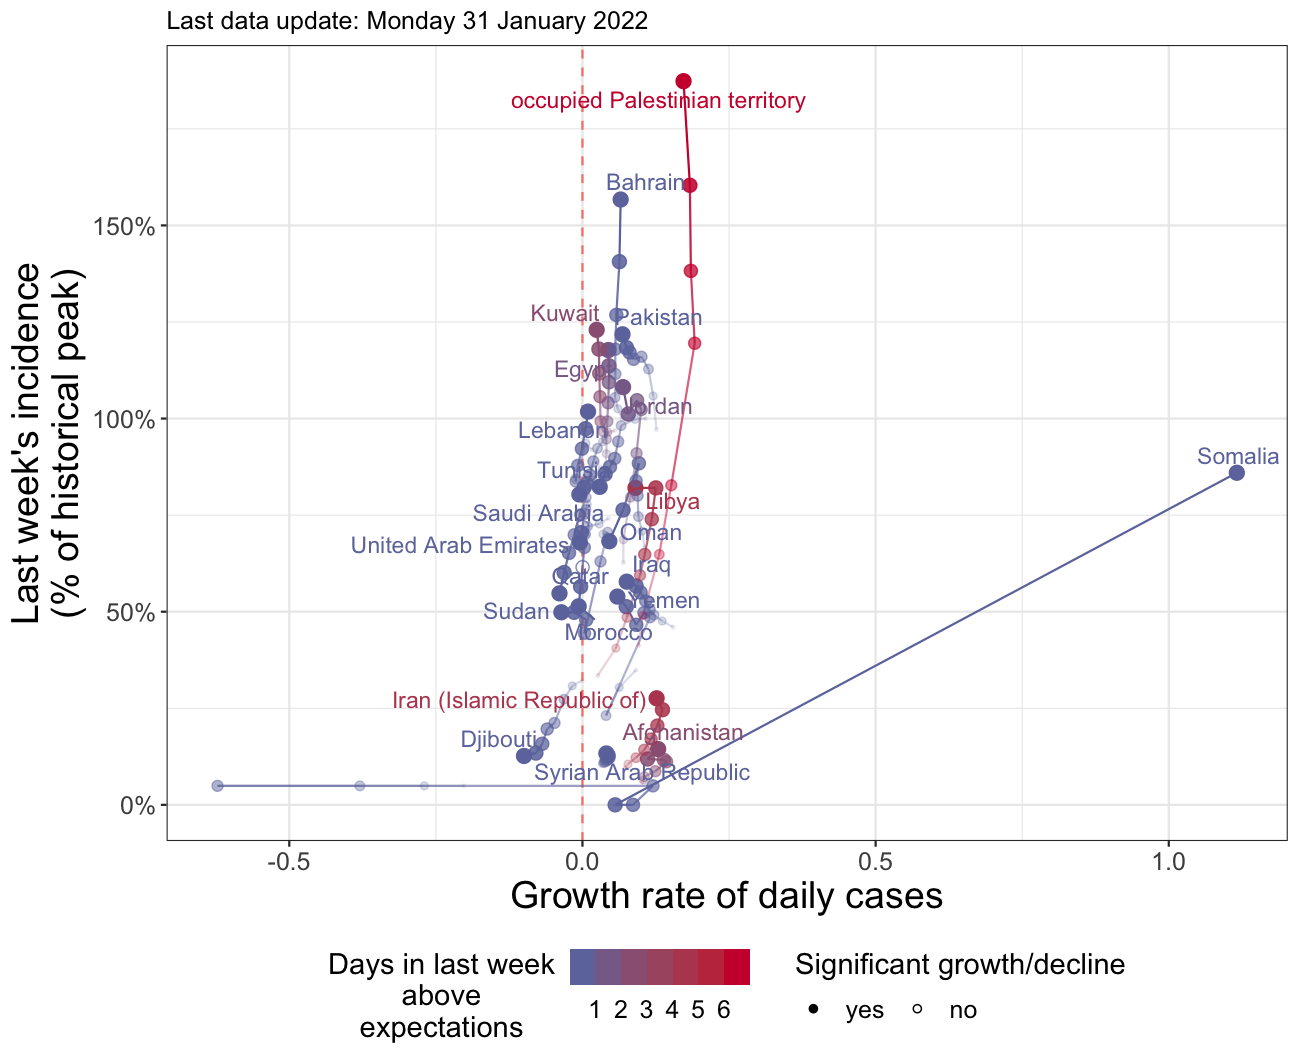 Last data update: Monday 31 January 2022
Last week's incidence
(% of historical peak)
150%
100%
50%
0%
occupied Palestinian territory
Bahrain
Kuwait
Pakistan
Egypt
Jordan
Lebanon
Somalia
Tunisia
Libya
Saudi Arabia
Oman
United Arab Emirates
Iraq
Qatar
Yemen
Sudan
Morocco
Iran (Islamic Republic of)
Afghanistan
Djibouti
Syrian Arab Republic
-0.5
0.0
0.5
1.0
Growth rate of daily cases
Days in last week
above
expectations
1 2 3 4 5 6
Significant growth/decline
yes
no